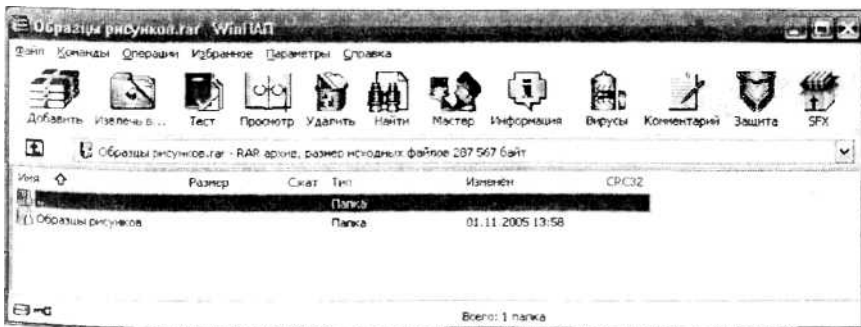 Образцы рисунков.rar WinRAR
Файл Команды Операции Избранное Параметры Справка
Добавить Извлечь в... Тест Просмотр Удалить Найти Мастер Информация Вирусы Комментарий Защита SFX
Образцы рисунков.rar - RAR архив, размер исходных файлов 287 567 байт
Имя Размер Сжат Тип Изменён CRC32
.. Папка
Образцы рисунков Папка 01.11.2005 13:58
Всего: 1 папка